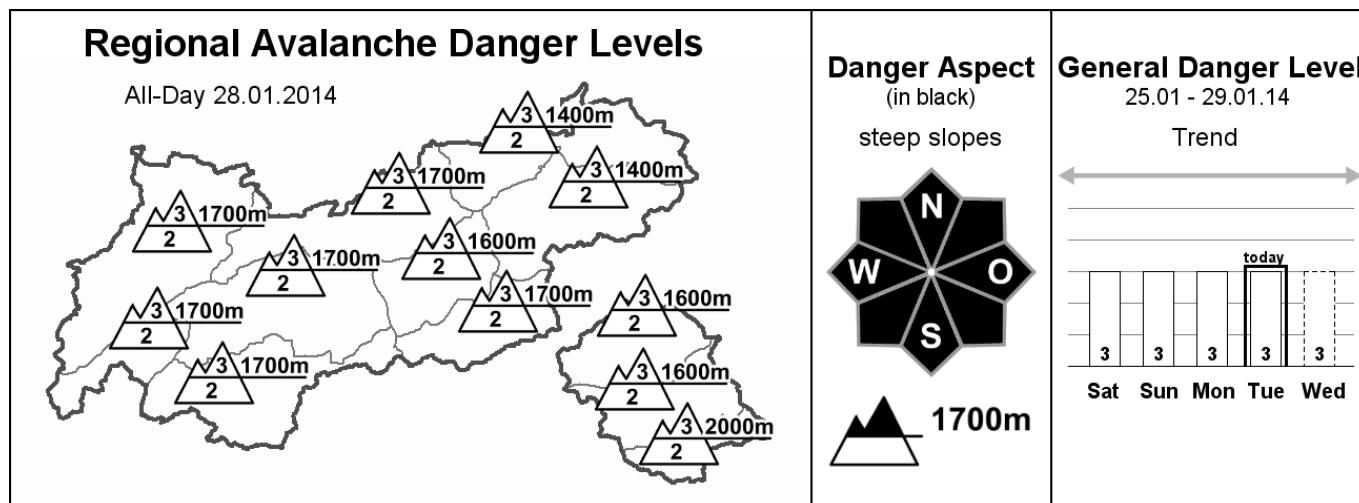 Regional Avalanche Danger Levels
All-Day 28.01.2014
3 1400m
2
3 1400m
2
3 1700m
2
3 1700m
2
3 1600m
2
3 1700m
2
3 1700m
2
3 1600m
2
3 1700m
2
3 1700m
2
3 1600m
2
3 2000m
2
Danger Aspect
(in black)
steep slopes
N
W O
S
1700m
General Danger Level
25.01 - 29.01.14
Trend
today
3 3 3 3 3
Sat Sun Mon Tue Wed